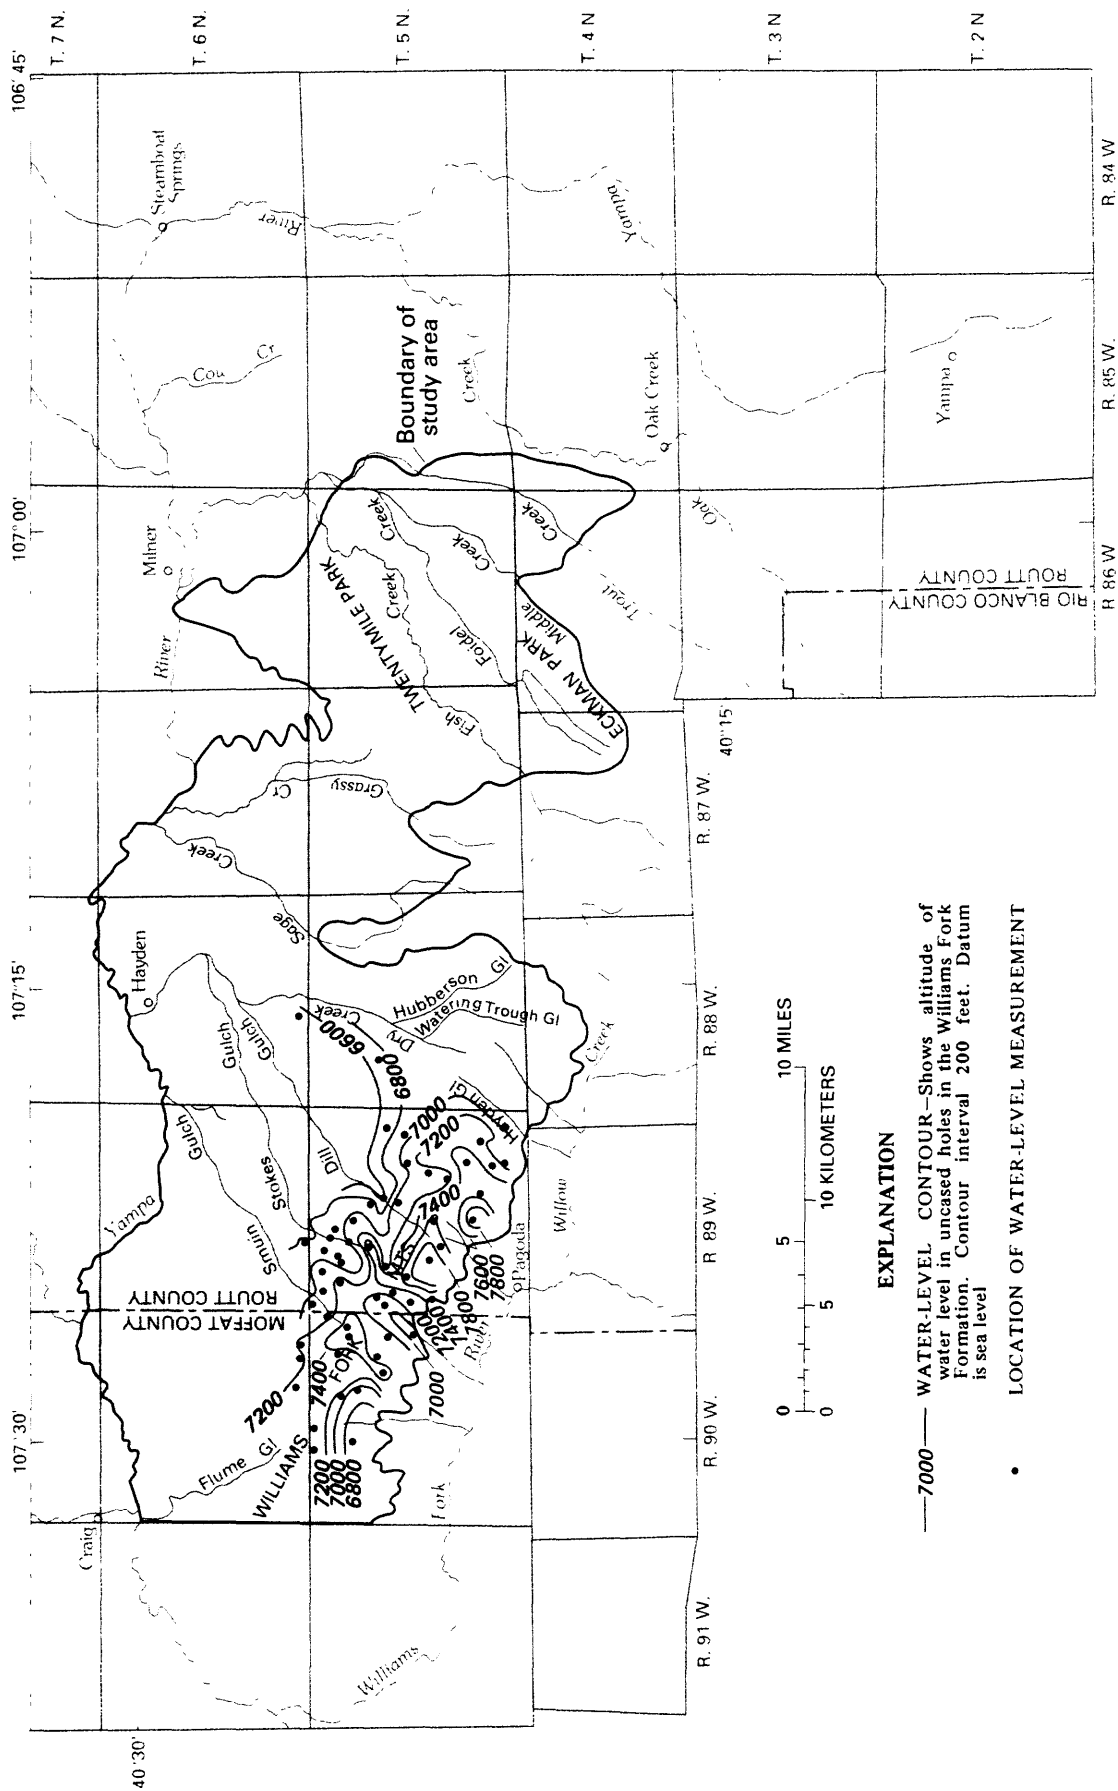 107°30'
107°15'
107°00'
106°45'
40°30'
40°15'
T. 7 N.
T. 6 N.
T. 5 N.
T. 4 N.
T. 3 N
T. 2 N
R. 91 W.
R. 90 W.
R. 89 W.
R. 88 W.
R. 87 W.
R 86 W
R. 85 W.
R. 84 W
Craig
Yampa
River
Hayden
Milner
Steamboat
Springs
River
Cow
Cr
Boundary of
study area
Creek
Oak Creek
Oak
Yampa
Yampa
Flume Gl
MOFFAT COUNTY
ROUTT COUNTY
Smuin
Gulch
Stokes
Gulch
Dill
Gulch
Sage
Creek
Grassy
Cr
Dry
Creek
Hubberson Gl
Watering Trough Gl
Hayden Gl
TWENTYMILE PARK
Fish
Creek
Foidel
Creek
Middle
Creek
Trout
Creek
ECKMAN PARK
WILLIAMS
FORK
MTS
Williams
Fork
River
Pagoda
Willow
Creek
RIO BLANCO COUNTY
ROUTT COUNTY
7200
7400
7200
7000
6800
7000
7200
7400
7800
7600
7800
7400
7200
7000
6800
6600
0
5
10 MILES
0
5
10 KILOMETERS
EXPLANATION
—7000— WATER-LEVEL CONTOUR—Shows altitude of
water level in uncased holes in the Williams Fork
Formation. Contour interval 200 feet. Datum
is sea level
• LOCATION OF WATER-LEVEL MEASUREMENT